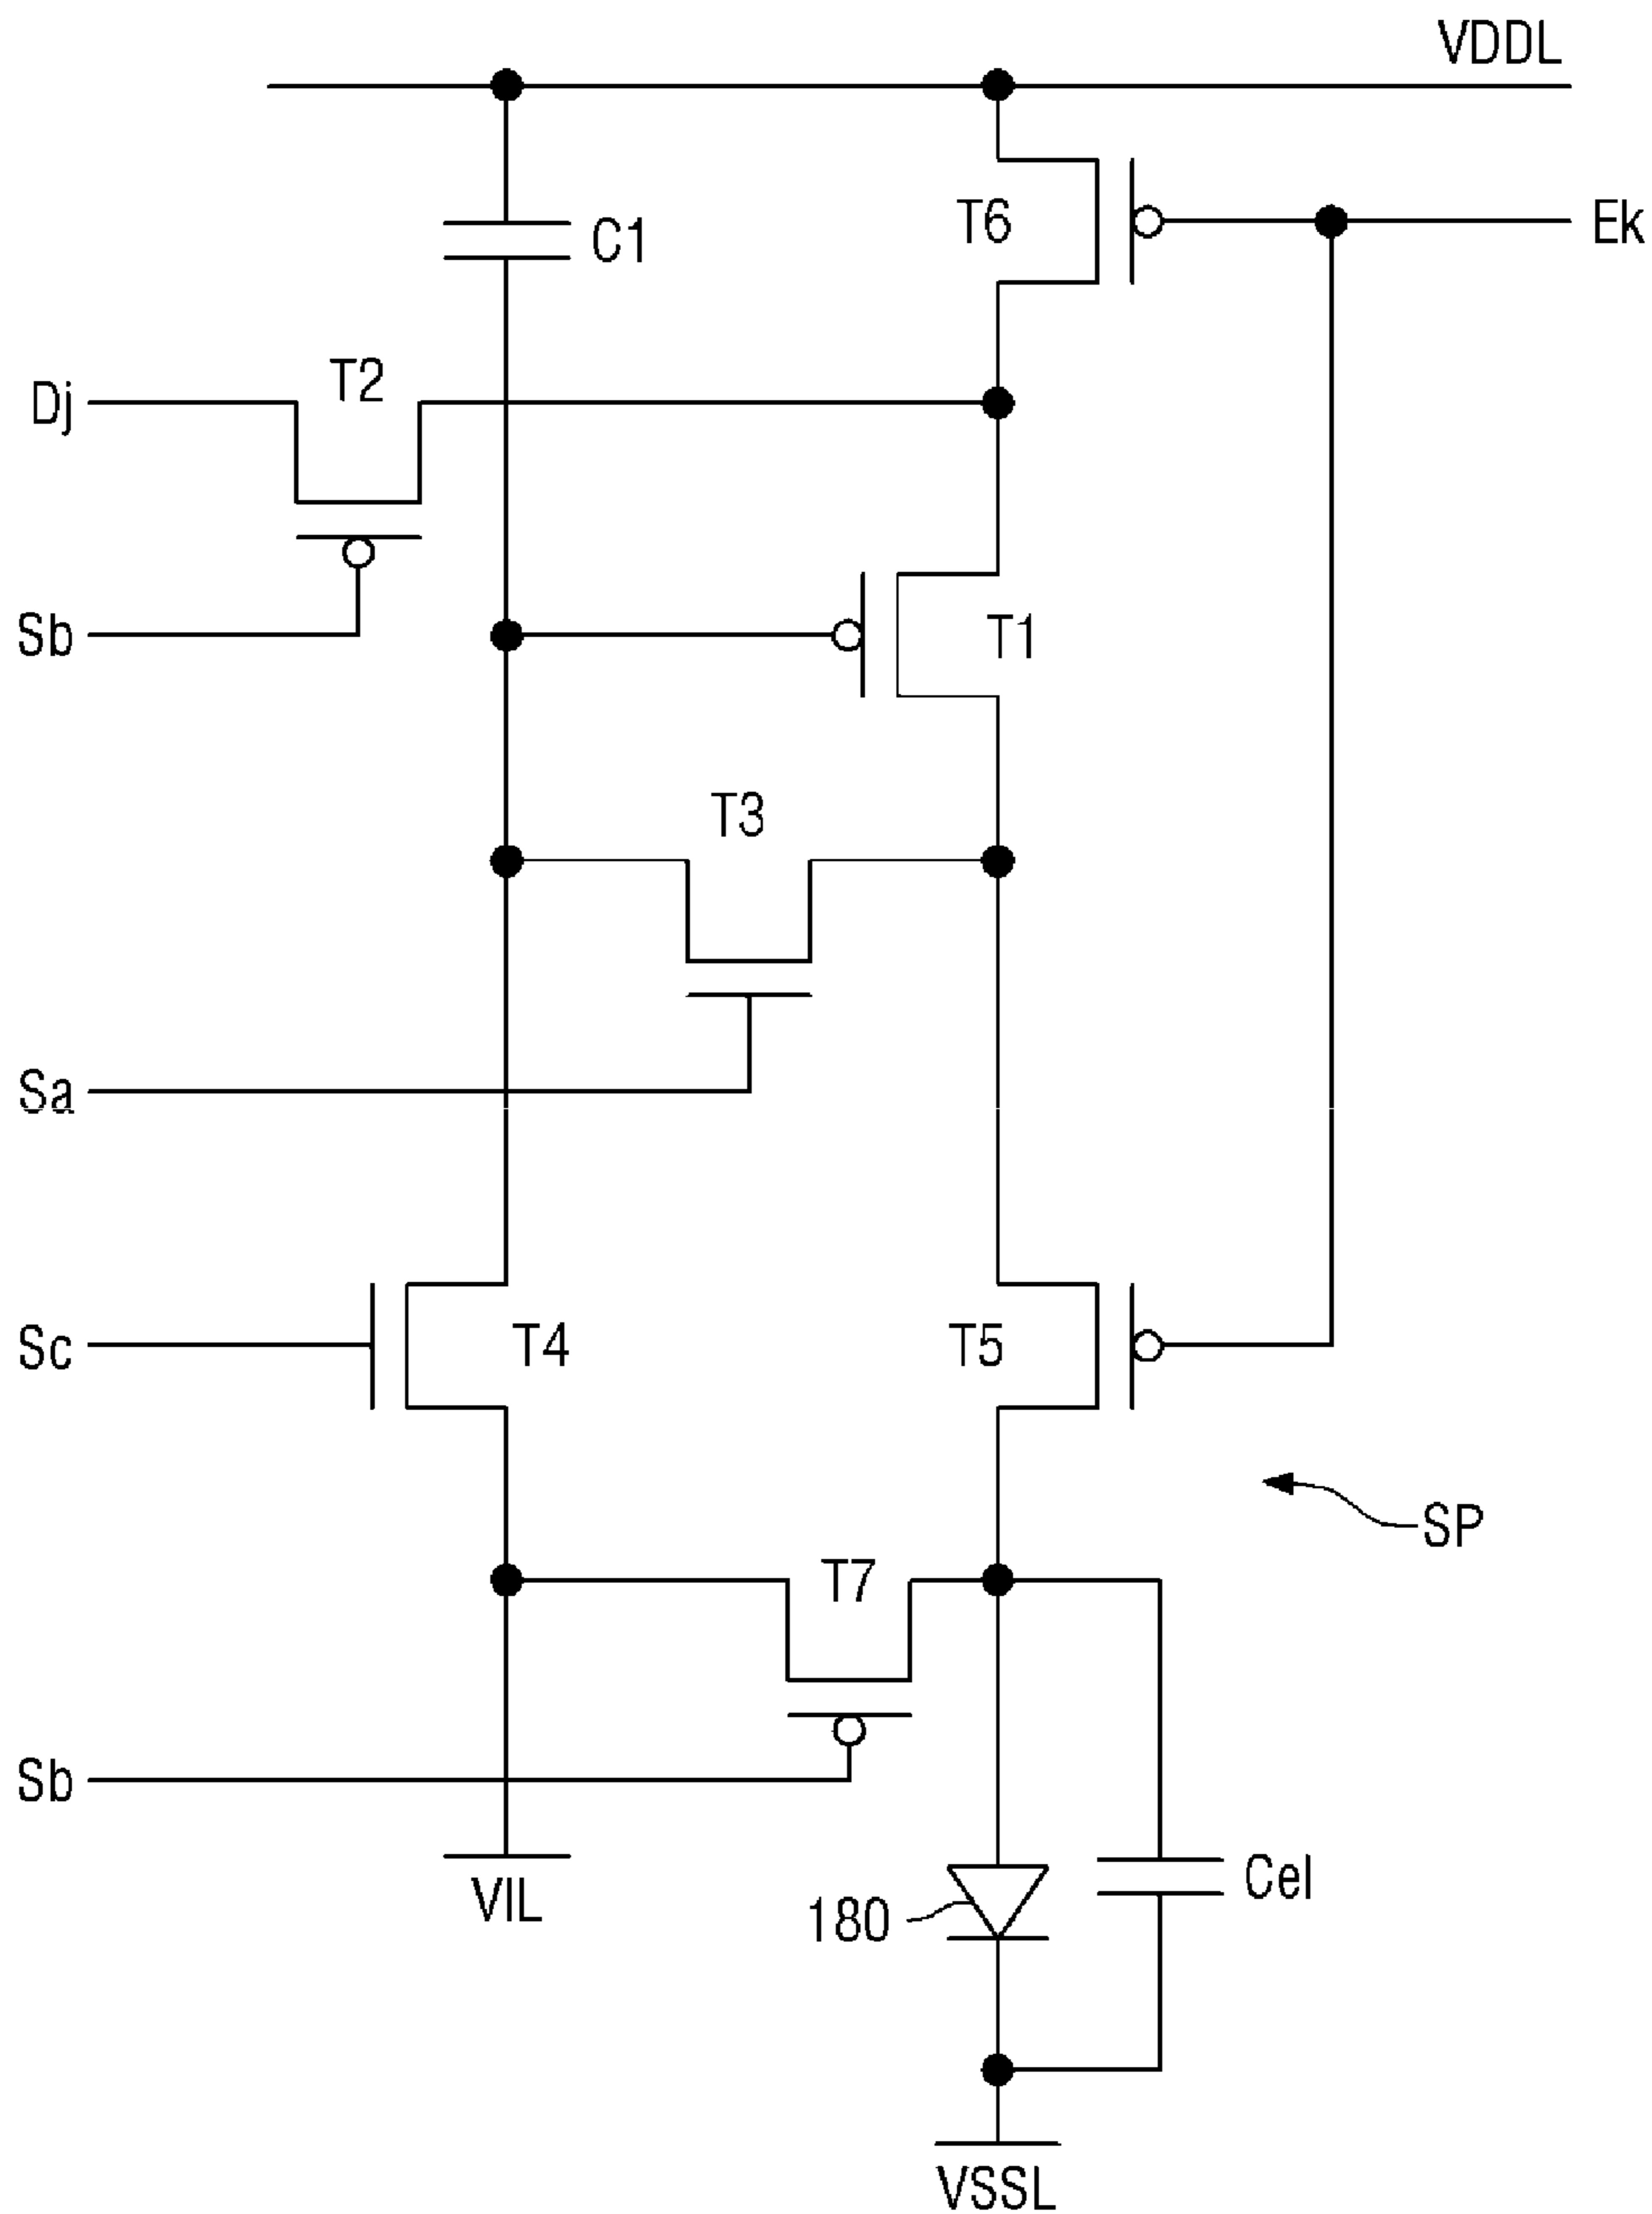 VDDL
T6
Ek
C1
T2
Dj
Sb
T1
T3
Sa
Sc
T4
T5
SP
T7
Sb
VIL
180
Cel
VSSL